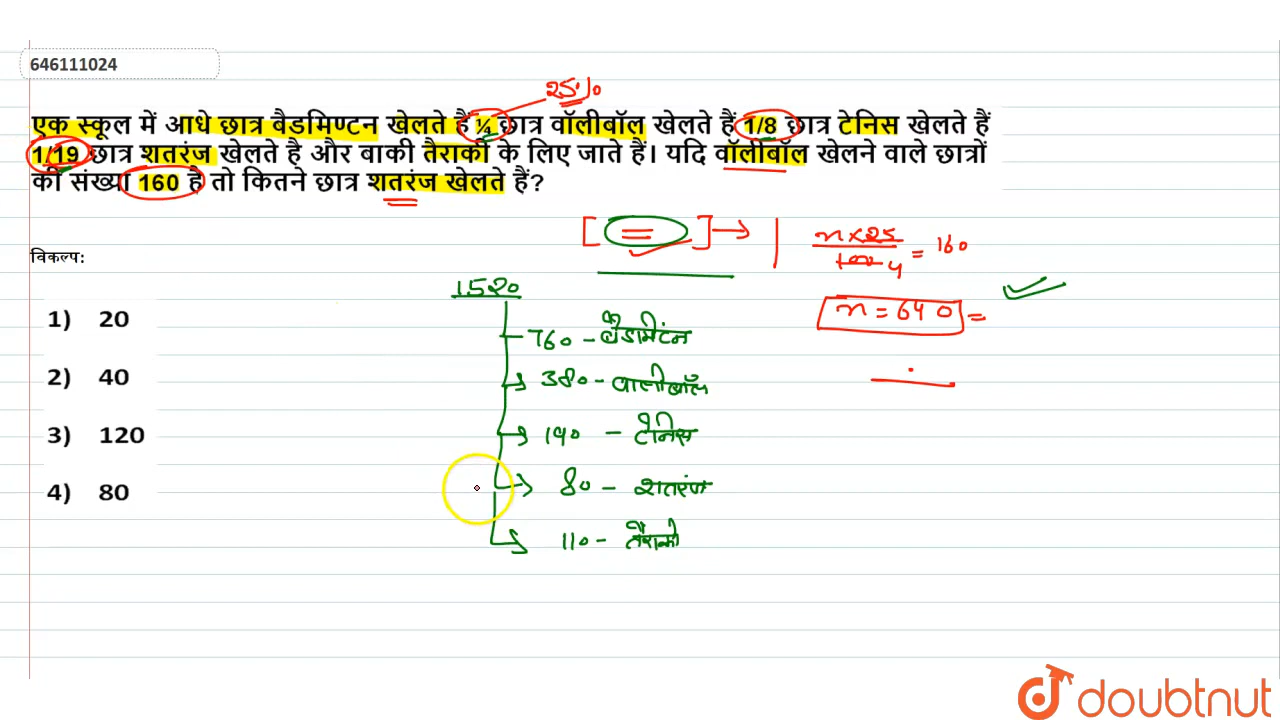 646111024
25%
एक स्कूल में आधे छात्र बैडमिण्टन खेलते है ¼ छात्र वॉलीबॉल खेलते हैं 1/8 छात्र टेनिस खेलते हैं
1/19 छात्र शतरंज खेलते है और बाकी तैराकी के लिए जाते हैं। यदि वॉलीबॉल खेलने वाले छात्रों
की संख्या 160 है तो कितने छात्र शतरंज खेलते हैं?
विकल्प:
n×25/100 4 = 160
1520
n = 640 =
1) 20
760 - बैडमिंटन
2) 40
380 - वालीबॉल
3) 120
190 - टेनिस
4) 80
80 - शतरंज
110 - तैराकी
doubtnut